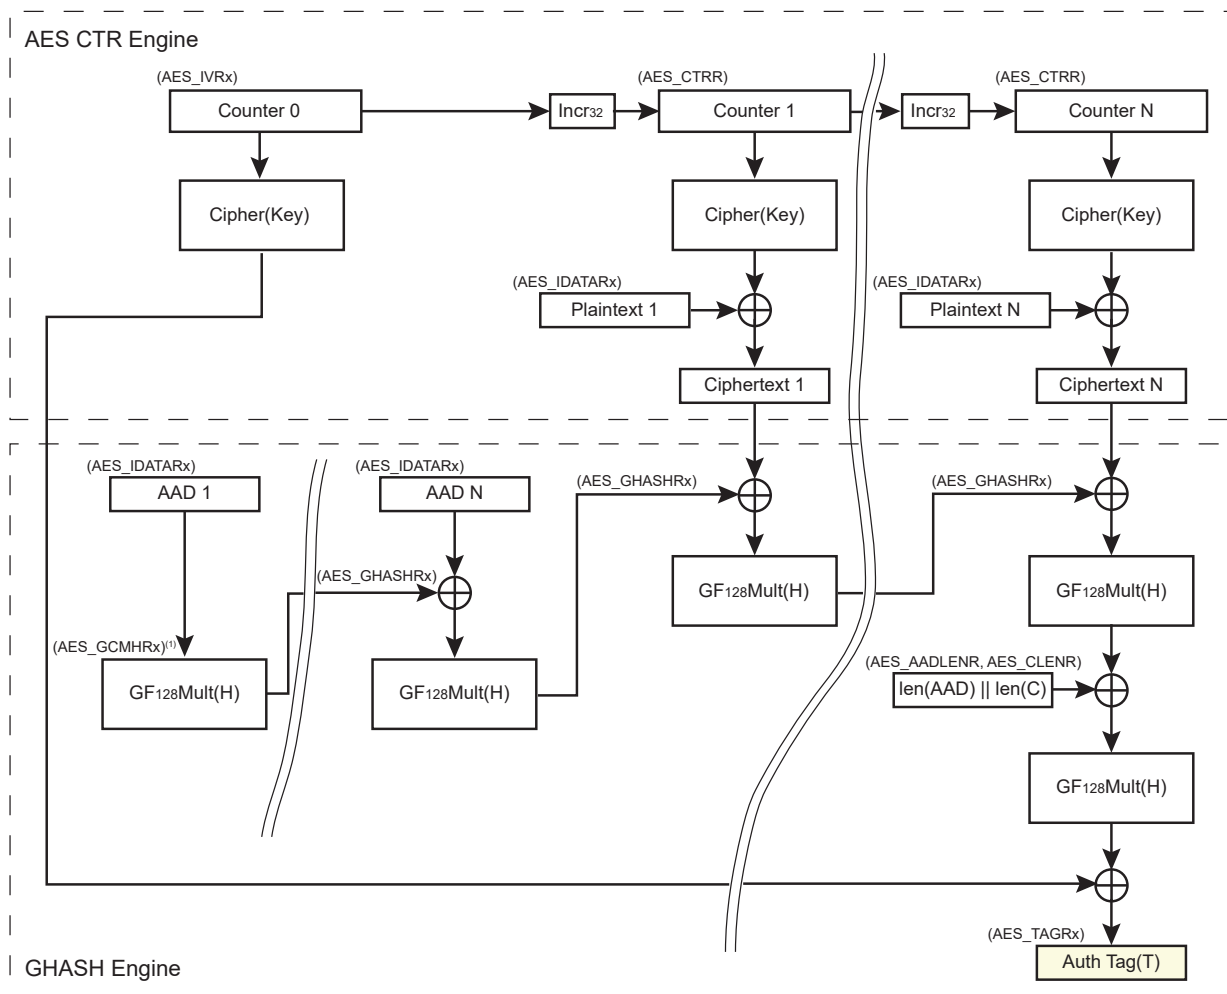 AES CTR Engine
(AES_IVRx)
Counter 0
Incr32
(AES_CTRR)
Counter 1
Incr32
(AES_CTRR)
Counter N
Cipher(Key)
Cipher(Key)
Cipher(Key)
(AES_IDATARx)
Plaintext 1
(AES_IDATARx)
Plaintext N
Ciphertext 1
Ciphertext N
(AES_IDATARx)
AAD 1
(AES_IDATARx)
AAD N
(AES_GHASHRx)
(AES_GHASHRx)
(AES_GHASHRx)
GF128Mult(H)
GF128Mult(H)
(AES_GCMHRx)(1)
GF128Mult(H)
GF128Mult(H)
(AES_AADLENR, AES_CLENR)
len(AAD) || len(C)
GF128Mult(H)
(AES_TAGRx)
Auth Tag(T)
GHASH Engine